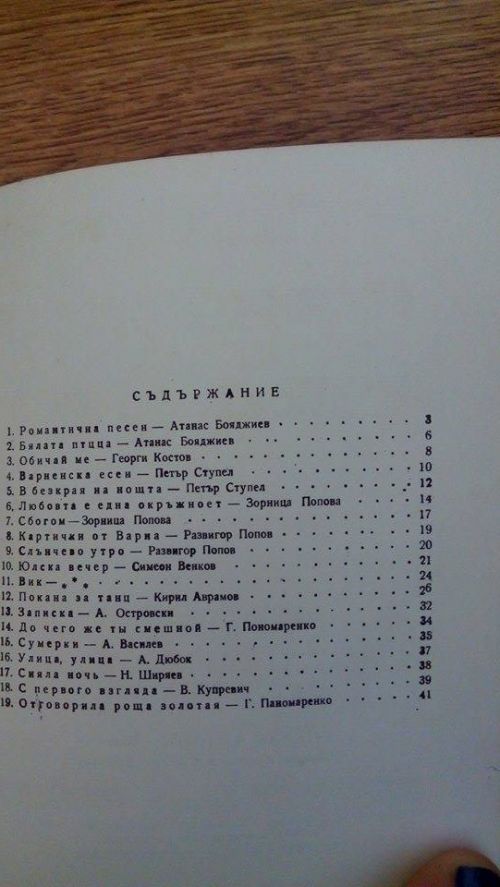 СЪДЪРЖАНИЕ
1. Романтична песен — Атанас Бояджиев 3
2. Бялата птцца — Атанас Бояджиев 6
3. Обичай ме — Георги Костов 8
4. Варненска есен — Петър Ступел 10
5. В безкрая на нощта — Петър Ступел 12
6. Любовта е една окръжноет — Зорница Попова 14
7. Сбогом — Зорница Попова 17
8. Картички от Варна — Развигор Попов 19
9. Слънчево утро — Развигор Попов 20
10. Юлска вечер — Симеон Венков 21
11. Вик — *** 24
12. Покана за танц — Кирил Аврамов 26
13. Записка — А. Островски 32
14. До чего же ты смешной — Г. Пономаренко 34
15. Сумерки — А. Василев 35
16. Улица, улица — А. Дюбок 37
17. Сияла ночь — Н. Ширяев 38
18. С первого взгляда — В. Купревич 39
19. Отговорила роща золотая — Г. Паномаренко 41